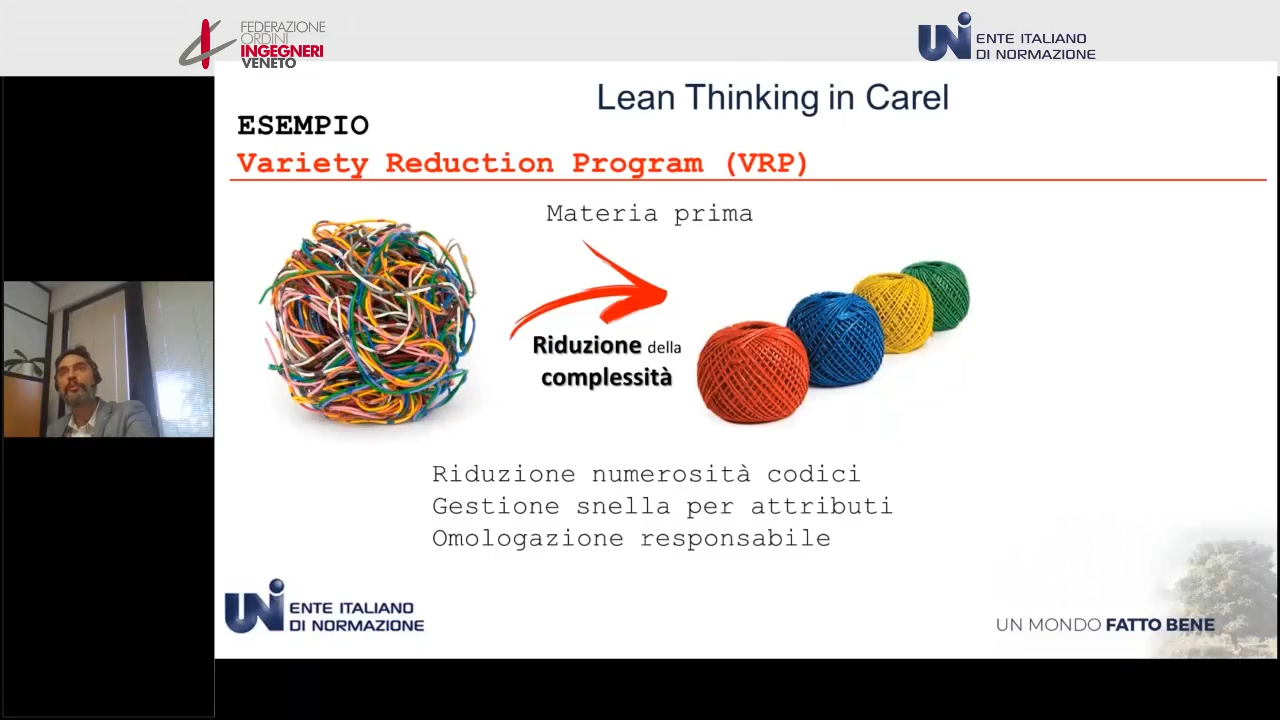 FEDERAZIONE
ORDINI
INGEGNERI
VENETO
UNI ENTE ITALIANO
DI NORMAZIONE
Lean Thinking in Carel
ESEMPIO
Variety Reduction Program (VRP)
Materia prima
Riduzione della
complessità
Riduzione numerosità codici
Gestione snella per attributi
Omologazione responsabile
UNI ENTE ITALIANO
DI NORMAZIONE
UN MONDO FATTO BENE